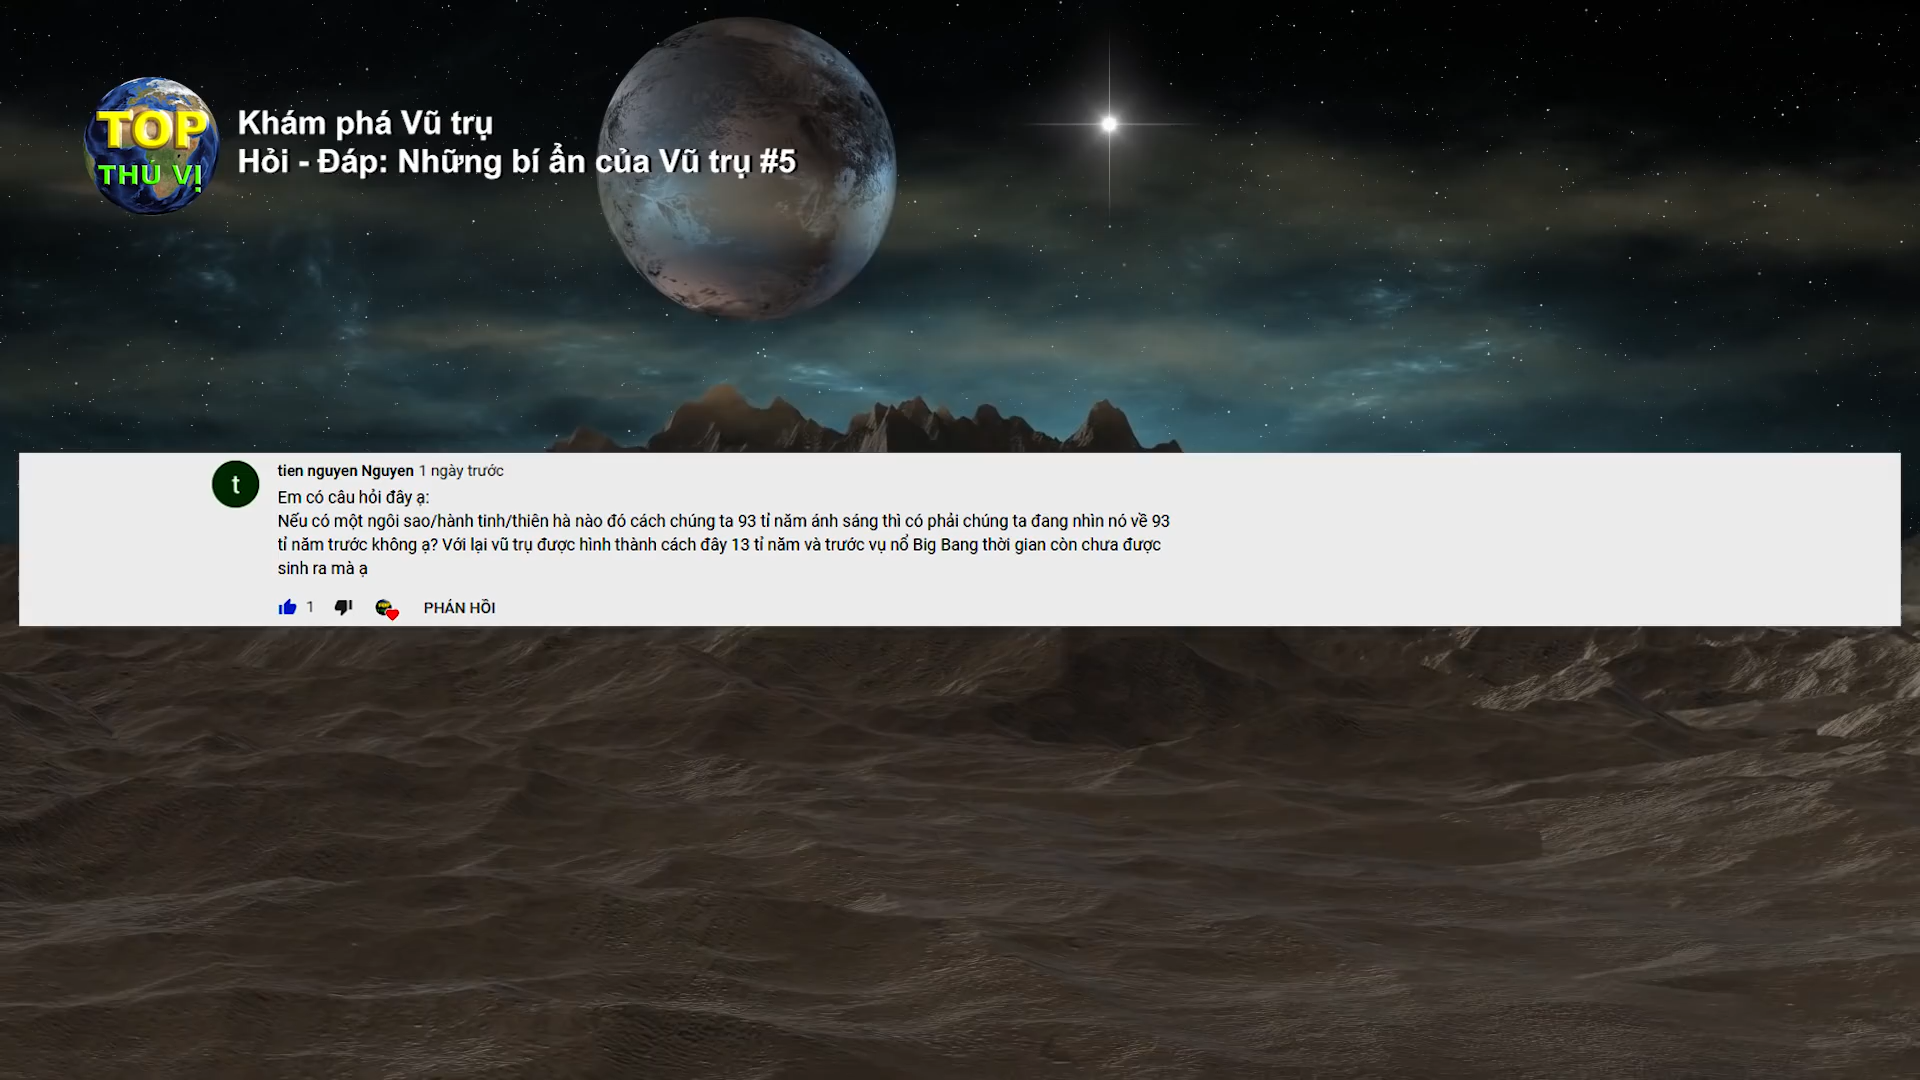 TOP
THÚ VỊ
Khám phá Vũ trụ
Hỏi - Đáp: Những bí ẩn của Vũ trụ #5
t
tien nguyen Nguyen 1 ngày trước
Em có câu hỏi đây ạ:
Nếu có một ngôi sao/hành tinh/thiên hà nào đó cách chúng ta 93 tỉ năm ánh sáng thì có phải chúng ta đang nhìn nó về 93
tỉ năm trước không ạ? Với lại vũ trụ được hình thành cách đây 13 tỉ năm và trước vụ nổ Big Bang thời gian còn chưa được
sinh ra mà ạ
1
PHẢN HỒI